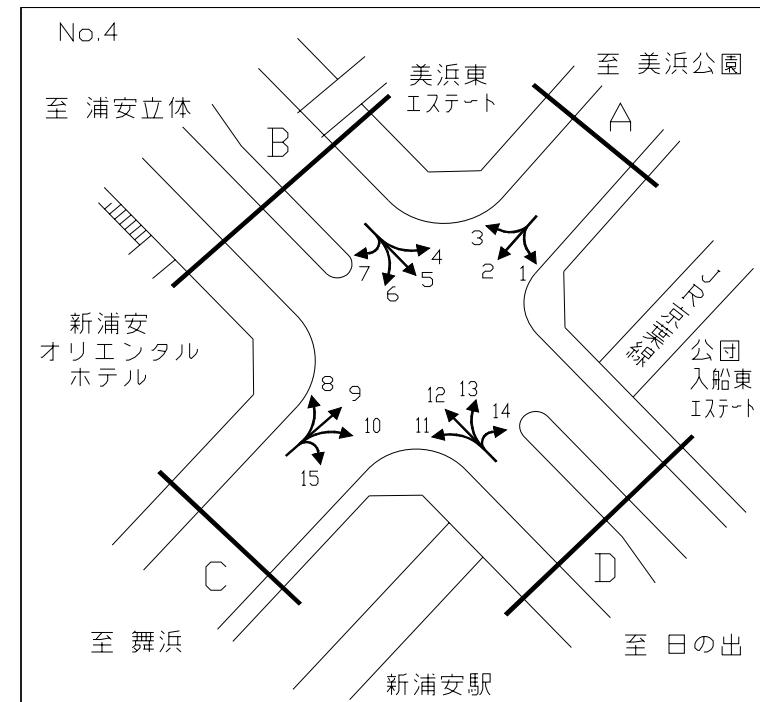 No.4
至 浦安立体
美浜東
エステート
至 美浜公園
A
B
3
2
1
7
6
5
4
JR京葉線
新浦安
オリエンタル
ホテル
公団
入船東
エステート
8
9
10
15
12
13
14
11
C
D
至 舞浜
新浦安駅
至 日の出